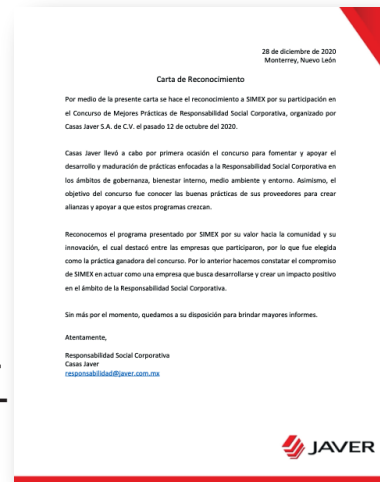 28 de diciembre de 2020
Monterrey, Nuevo León
Carta de Reconocimiento
Por medio de la presente carta se hace el reconocimiento a SIMEX por su participación en
el Concurso de Mejores Prácticas de Responsabilidad Social Corporativa, organizado por
Casas Javer S.A. de C.V. el pasado 12 de octubre del 2020.
Casas Javer llevó a cabo por primera ocasión el concurso para fomentar y apoyar el
desarrollo y maduración de prácticas enfocadas a la Responsabilidad Social Corporativa en
los ámbitos de gobernanza, bienestar interno, medio ambiente y entorno. Asimismo, el
objetivo del concurso fue conocer las buenas prácticas de sus proveedores para crear
alianzas y apoyar a que estos programas crezcan.
Reconocemos el programa presentado por SIMEX por su valor hacia la comunidad y su
innovación, el cual destacó entre las empresas que participaron, por lo que fue elegida
como la práctica ganadora del concurso. Por lo anterior hacemos constatar el compromiso
de SIMEX en actuar como una empresa que busca desarrollarse y crear un impacto positivo
en el ámbito de la Responsabilidad Social Corporativa.
Sin más por el momento, quedamos a su disposición para brindar mayores informes.
Atentamente,
Responsabilidad Social Corporativa
Casas Javer
responsabilidad@javer.com.mx
JAVER